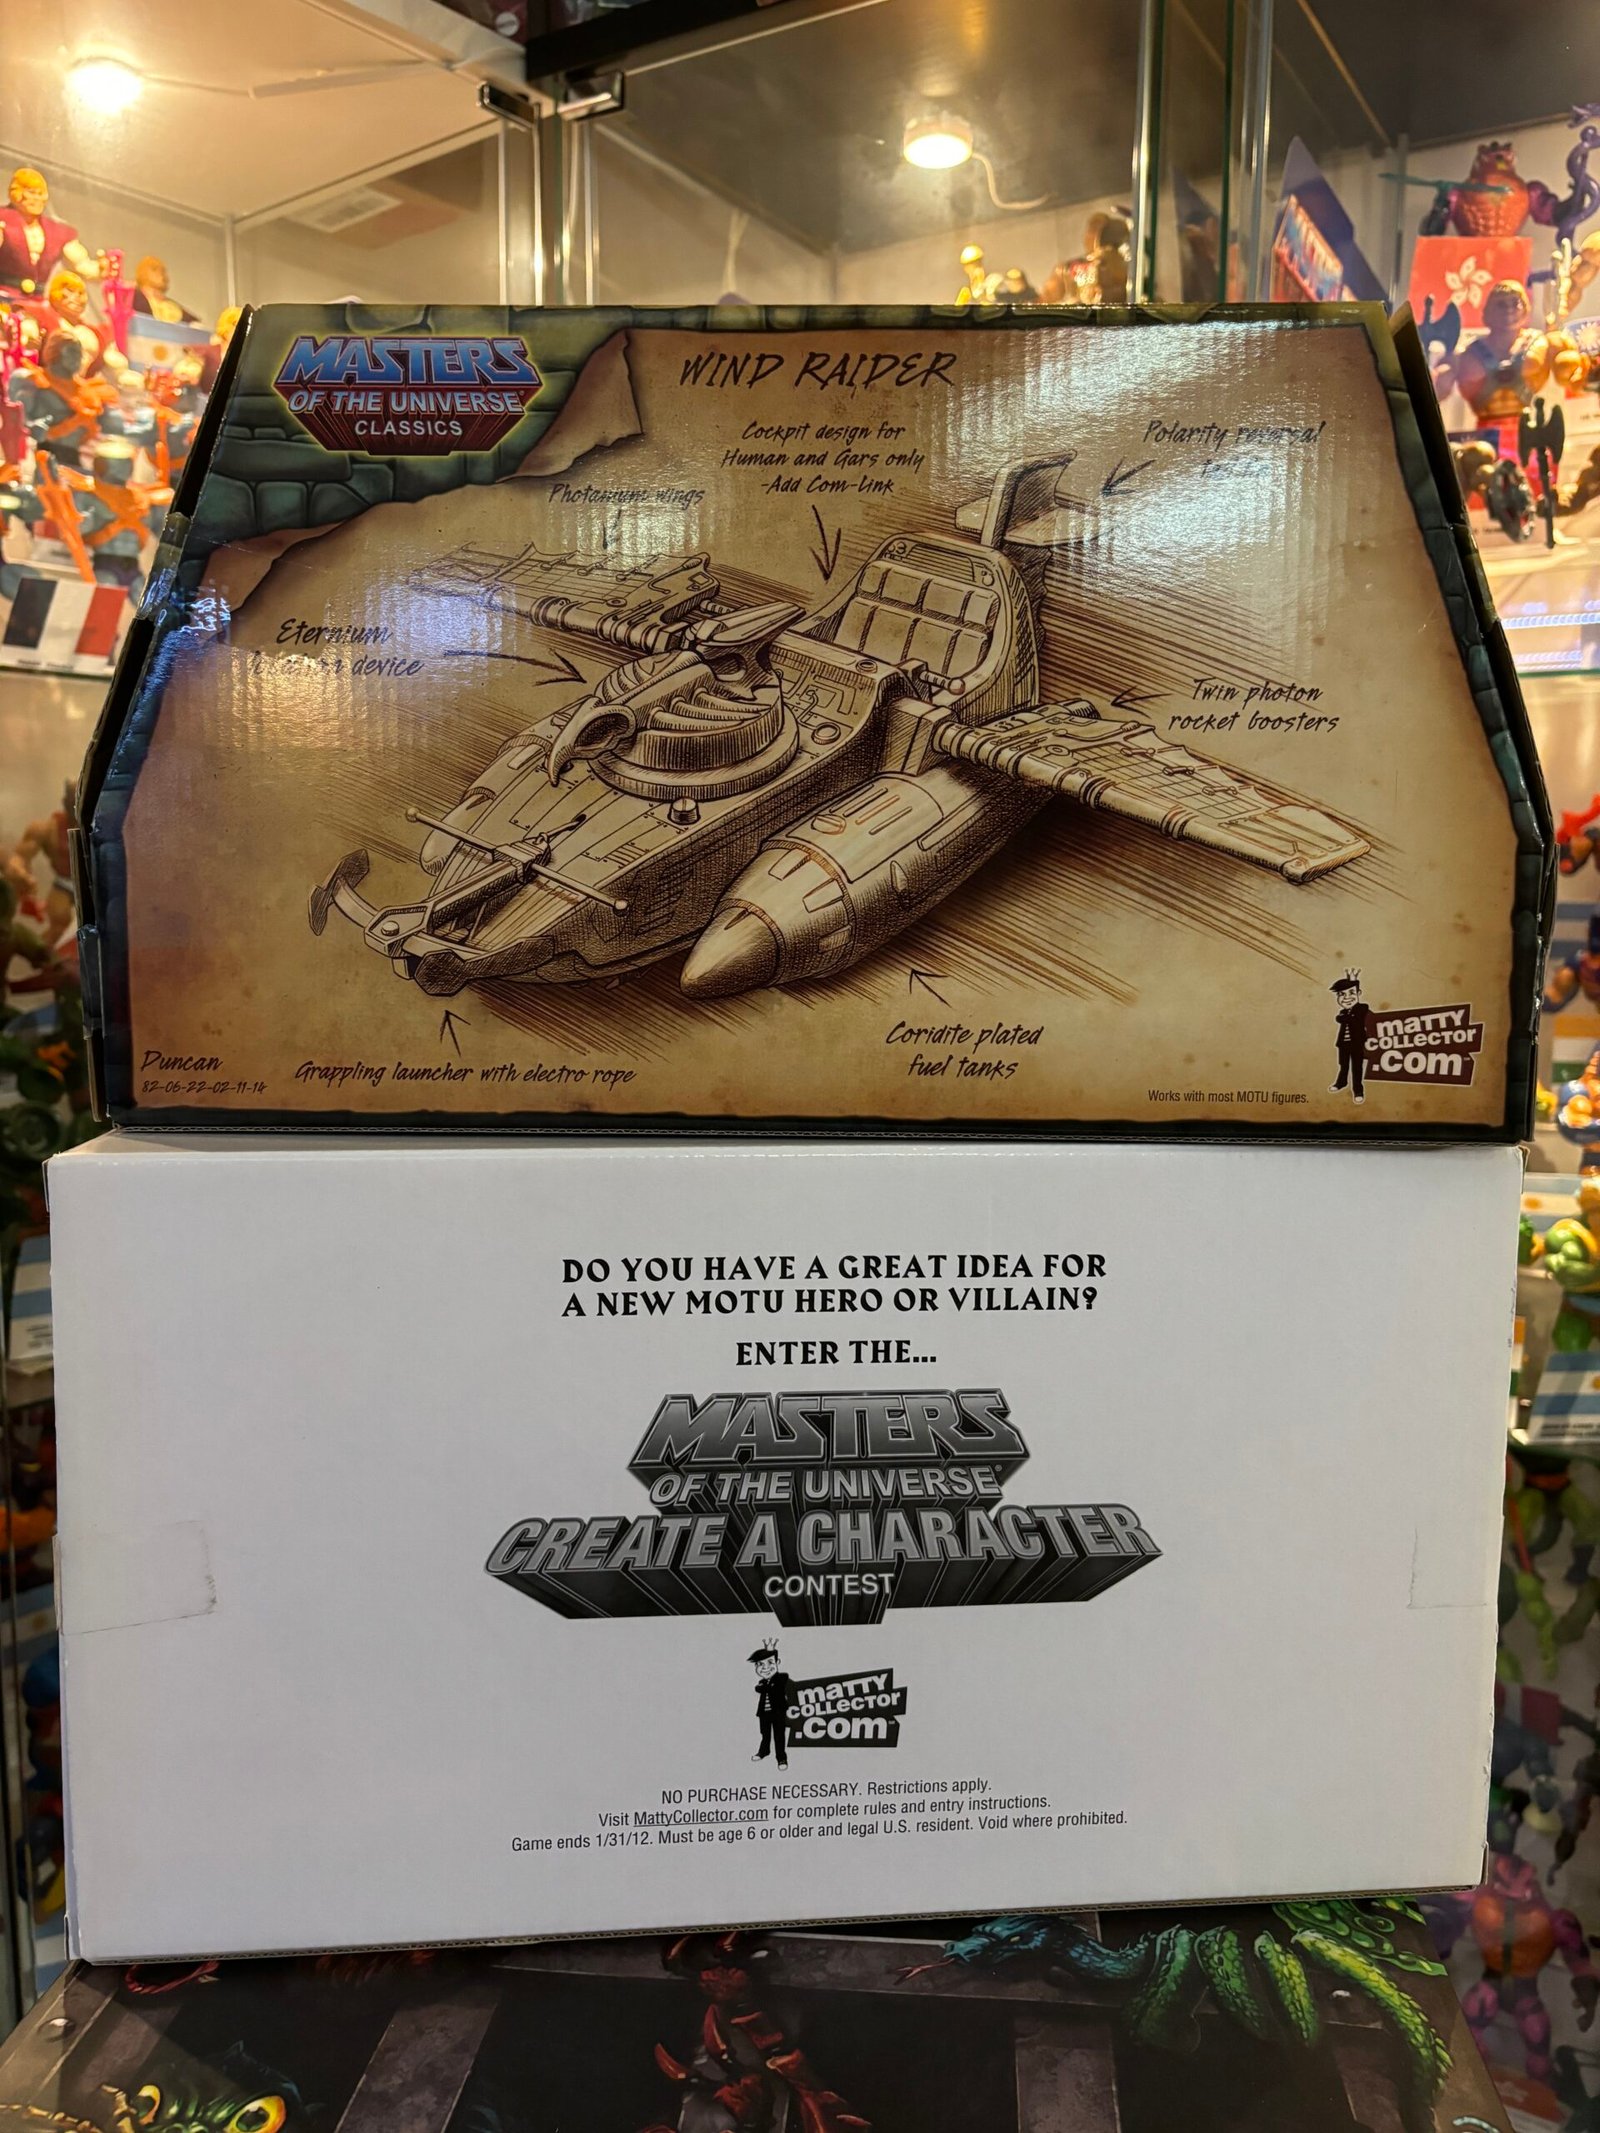 MASTERS
OF THE UNIVERSE
CLASSICS
WIND RAIDER
Cockpit design for
Human and Gars only
-Add Com-link
Polarity reversal
Photanium wings
Eternium
device
Twin photon
rocket boosters
Coridite plated
fuel tanks
Grappling launcher with electro rope
Duncan
82-06-22-02-11-14
matty
collector
.com
Works with most MOTU figures.
DO YOU HAVE A GREAT IDEA FOR
A NEW MOTU HERO OR VILLAIN?
ENTER THE...
MASTERS
OF THE UNIVERSE®
CREATE A CHARACTER
CONTEST
matty
collector
.com
NO PURCHASE NECESSARY. Restrictions apply.
Visit MattyCollector.com for complete rules and entry instructions.
Game ends 1/31/12. Must be age 6 or older and legal U.S. resident. Void where prohibited.